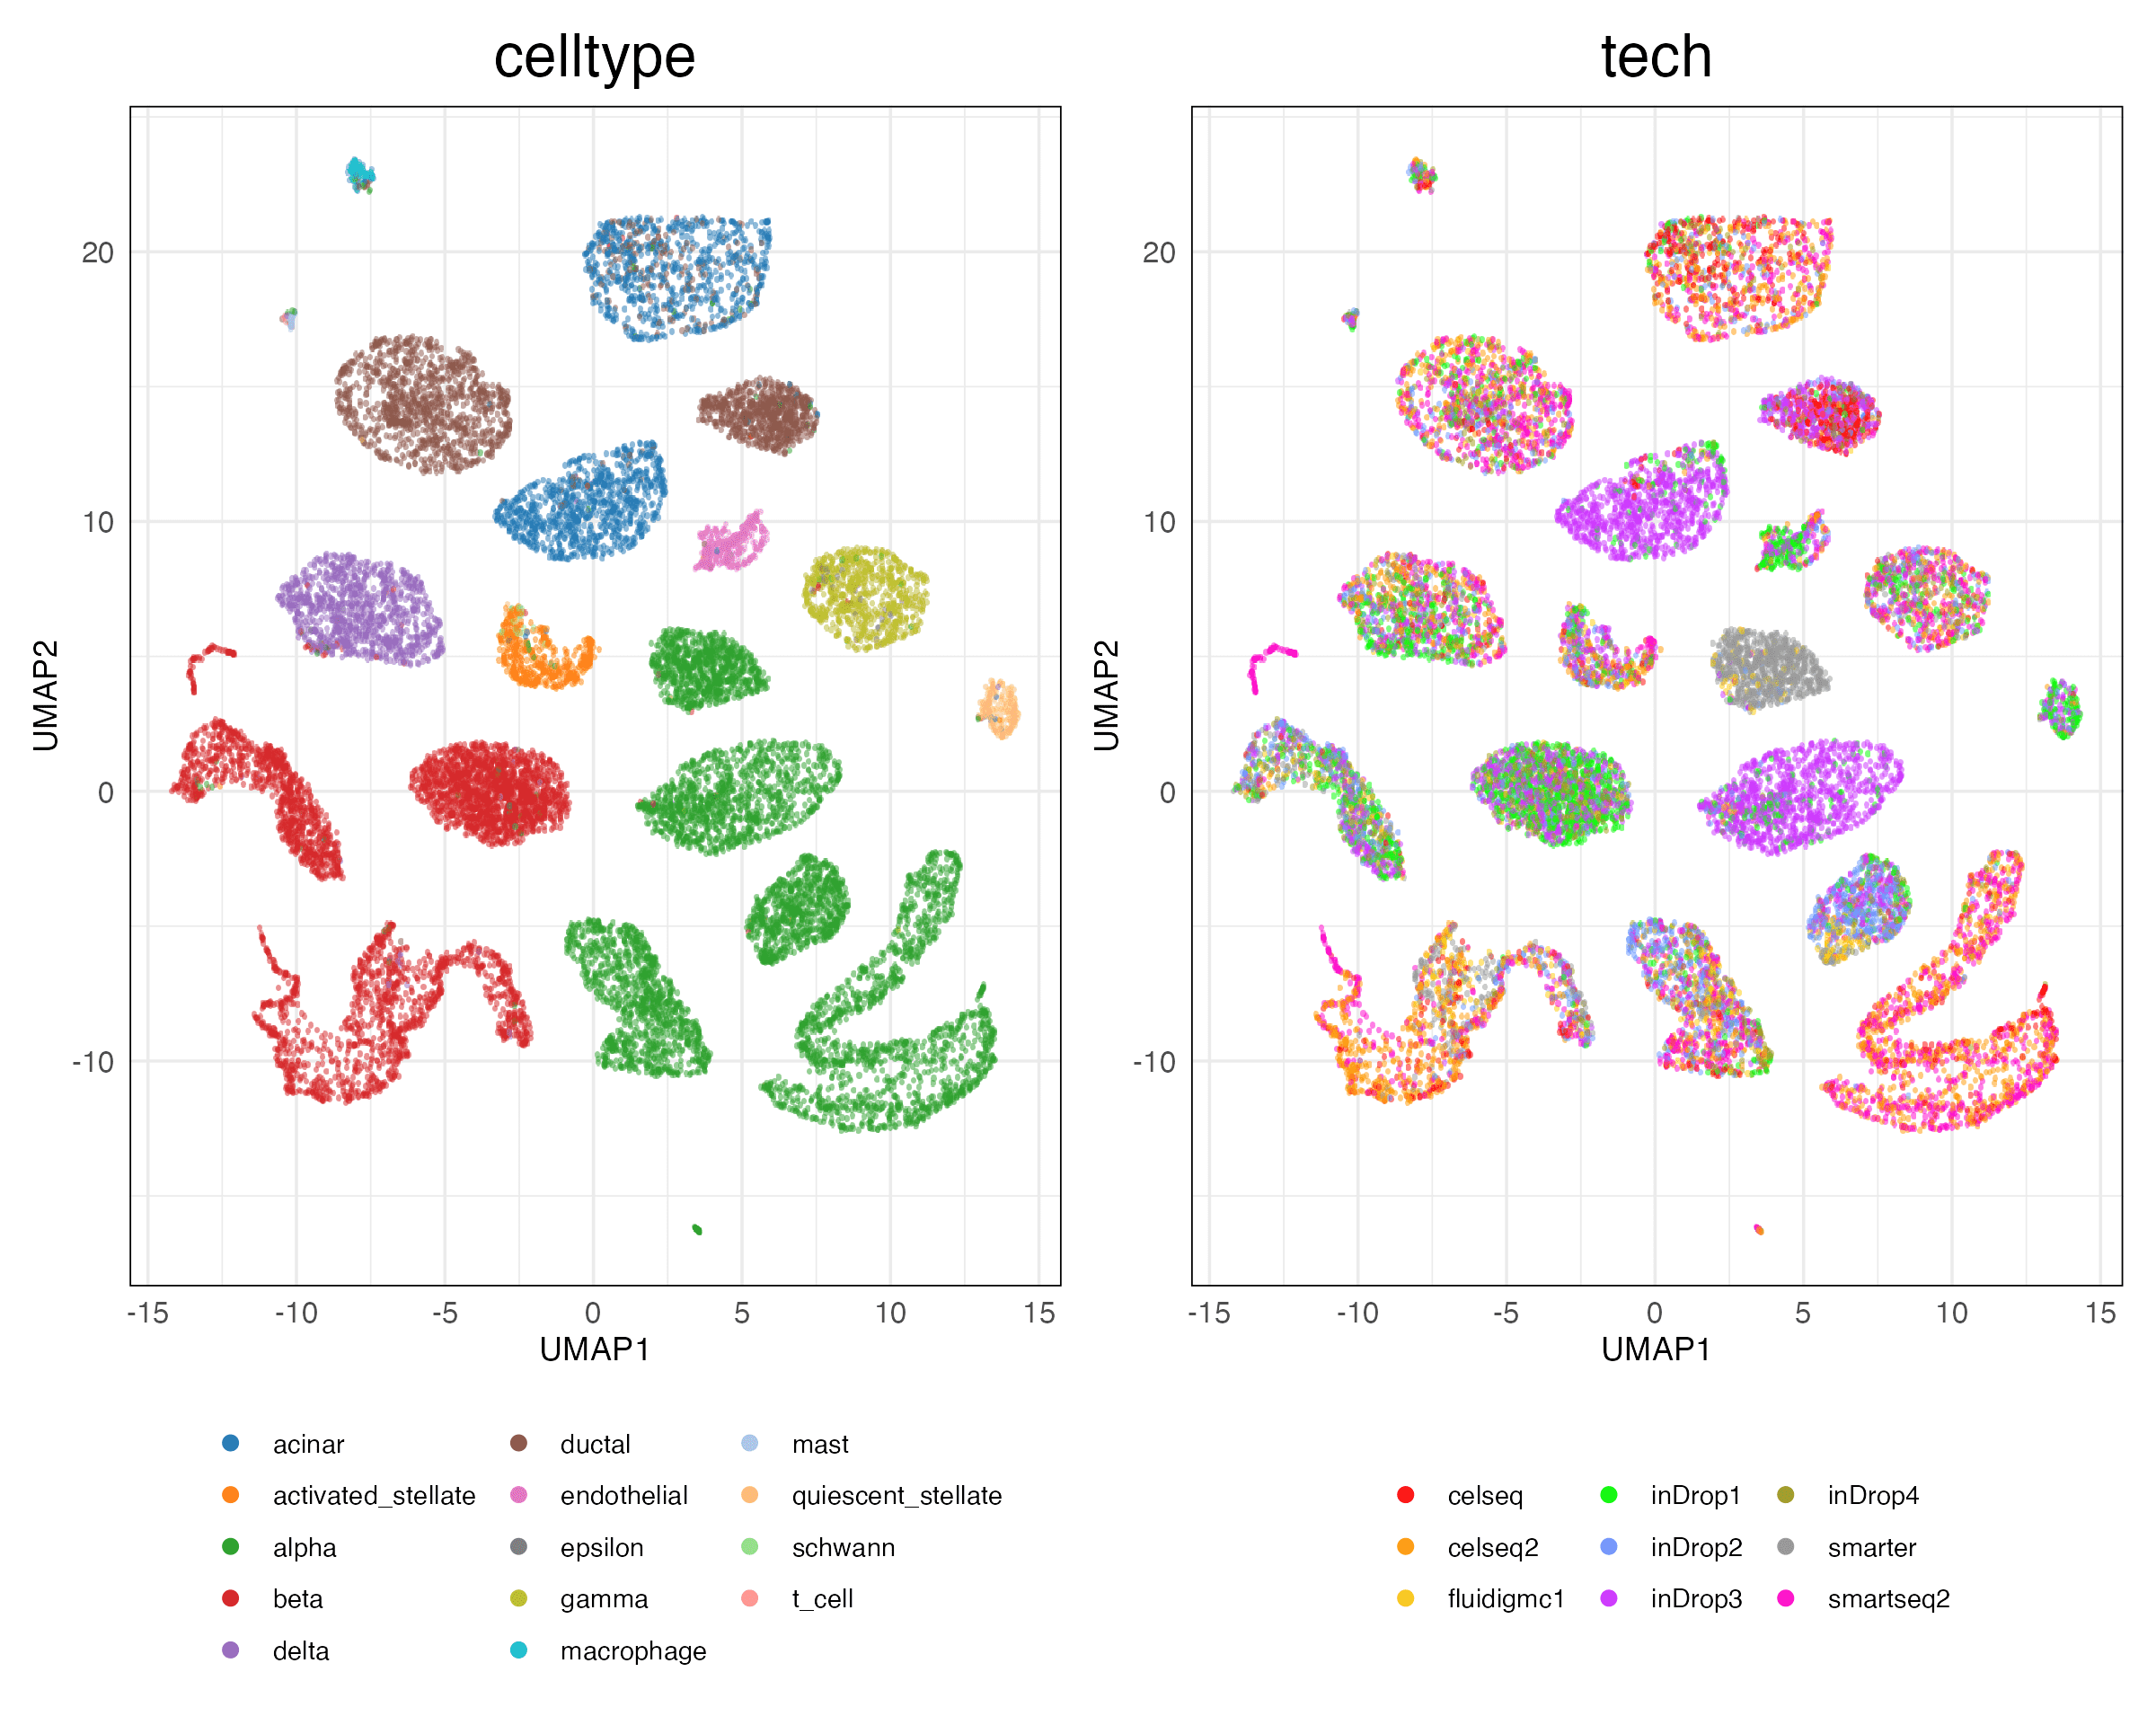 celltype
tech
20
10
0
-10
UMAP2
-15 -10 -5 0 5 10 15
UMAP1
20
10
0
-10
UMAP2
-15 -10 -5 0 5 10 15
UMAP1
acinar ductal mast
activated_stellate endothelial quiescent_stellate
alpha epsilon schwann
beta gamma t_cell
delta macrophage
celseq inDrop1 inDrop4
celseq2 inDrop2 smarter
fluidigmc1 inDrop3 smartseq2